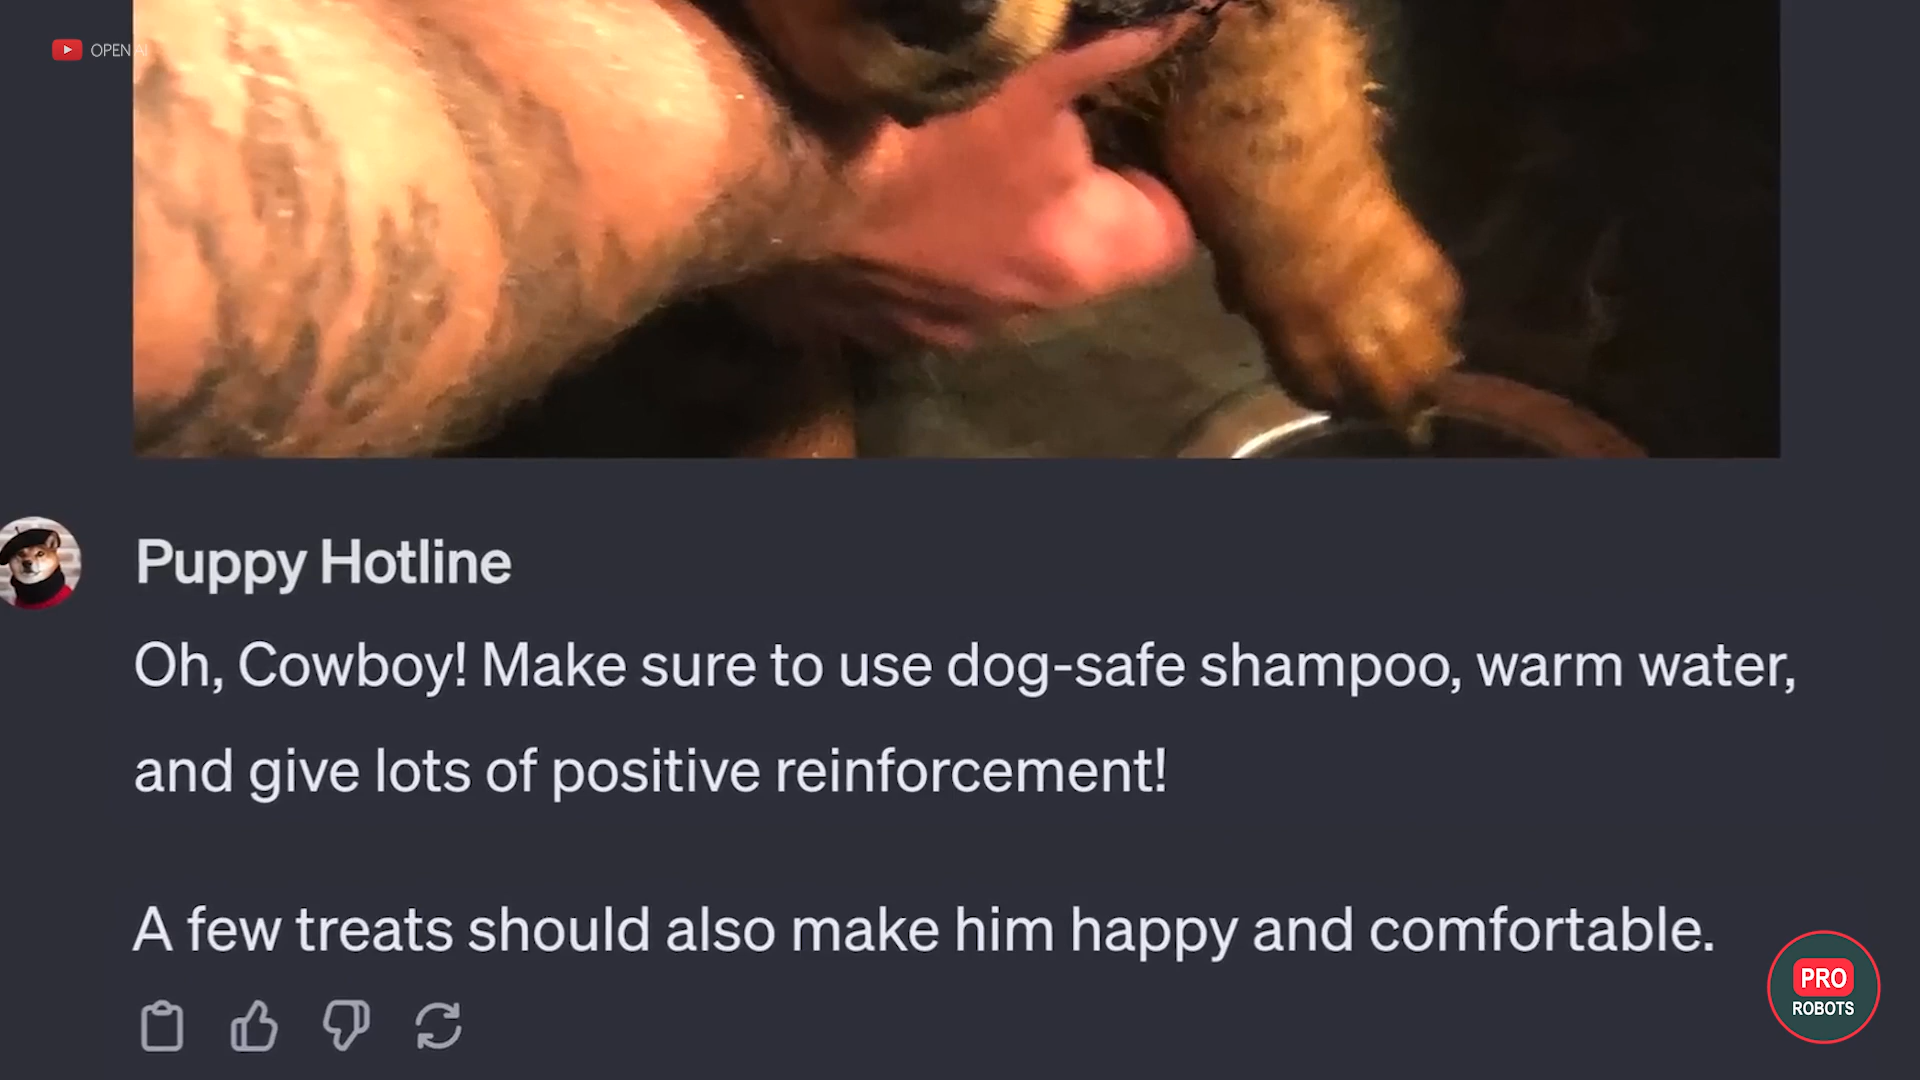 OPEN AI
Puppy Hotline
Oh, Cowboy! Make sure to use dog-safe shampoo, warm water,
and give lots of positive reinforcement!
A few treats should also make him happy and comfortable.
PRO
ROBOTS